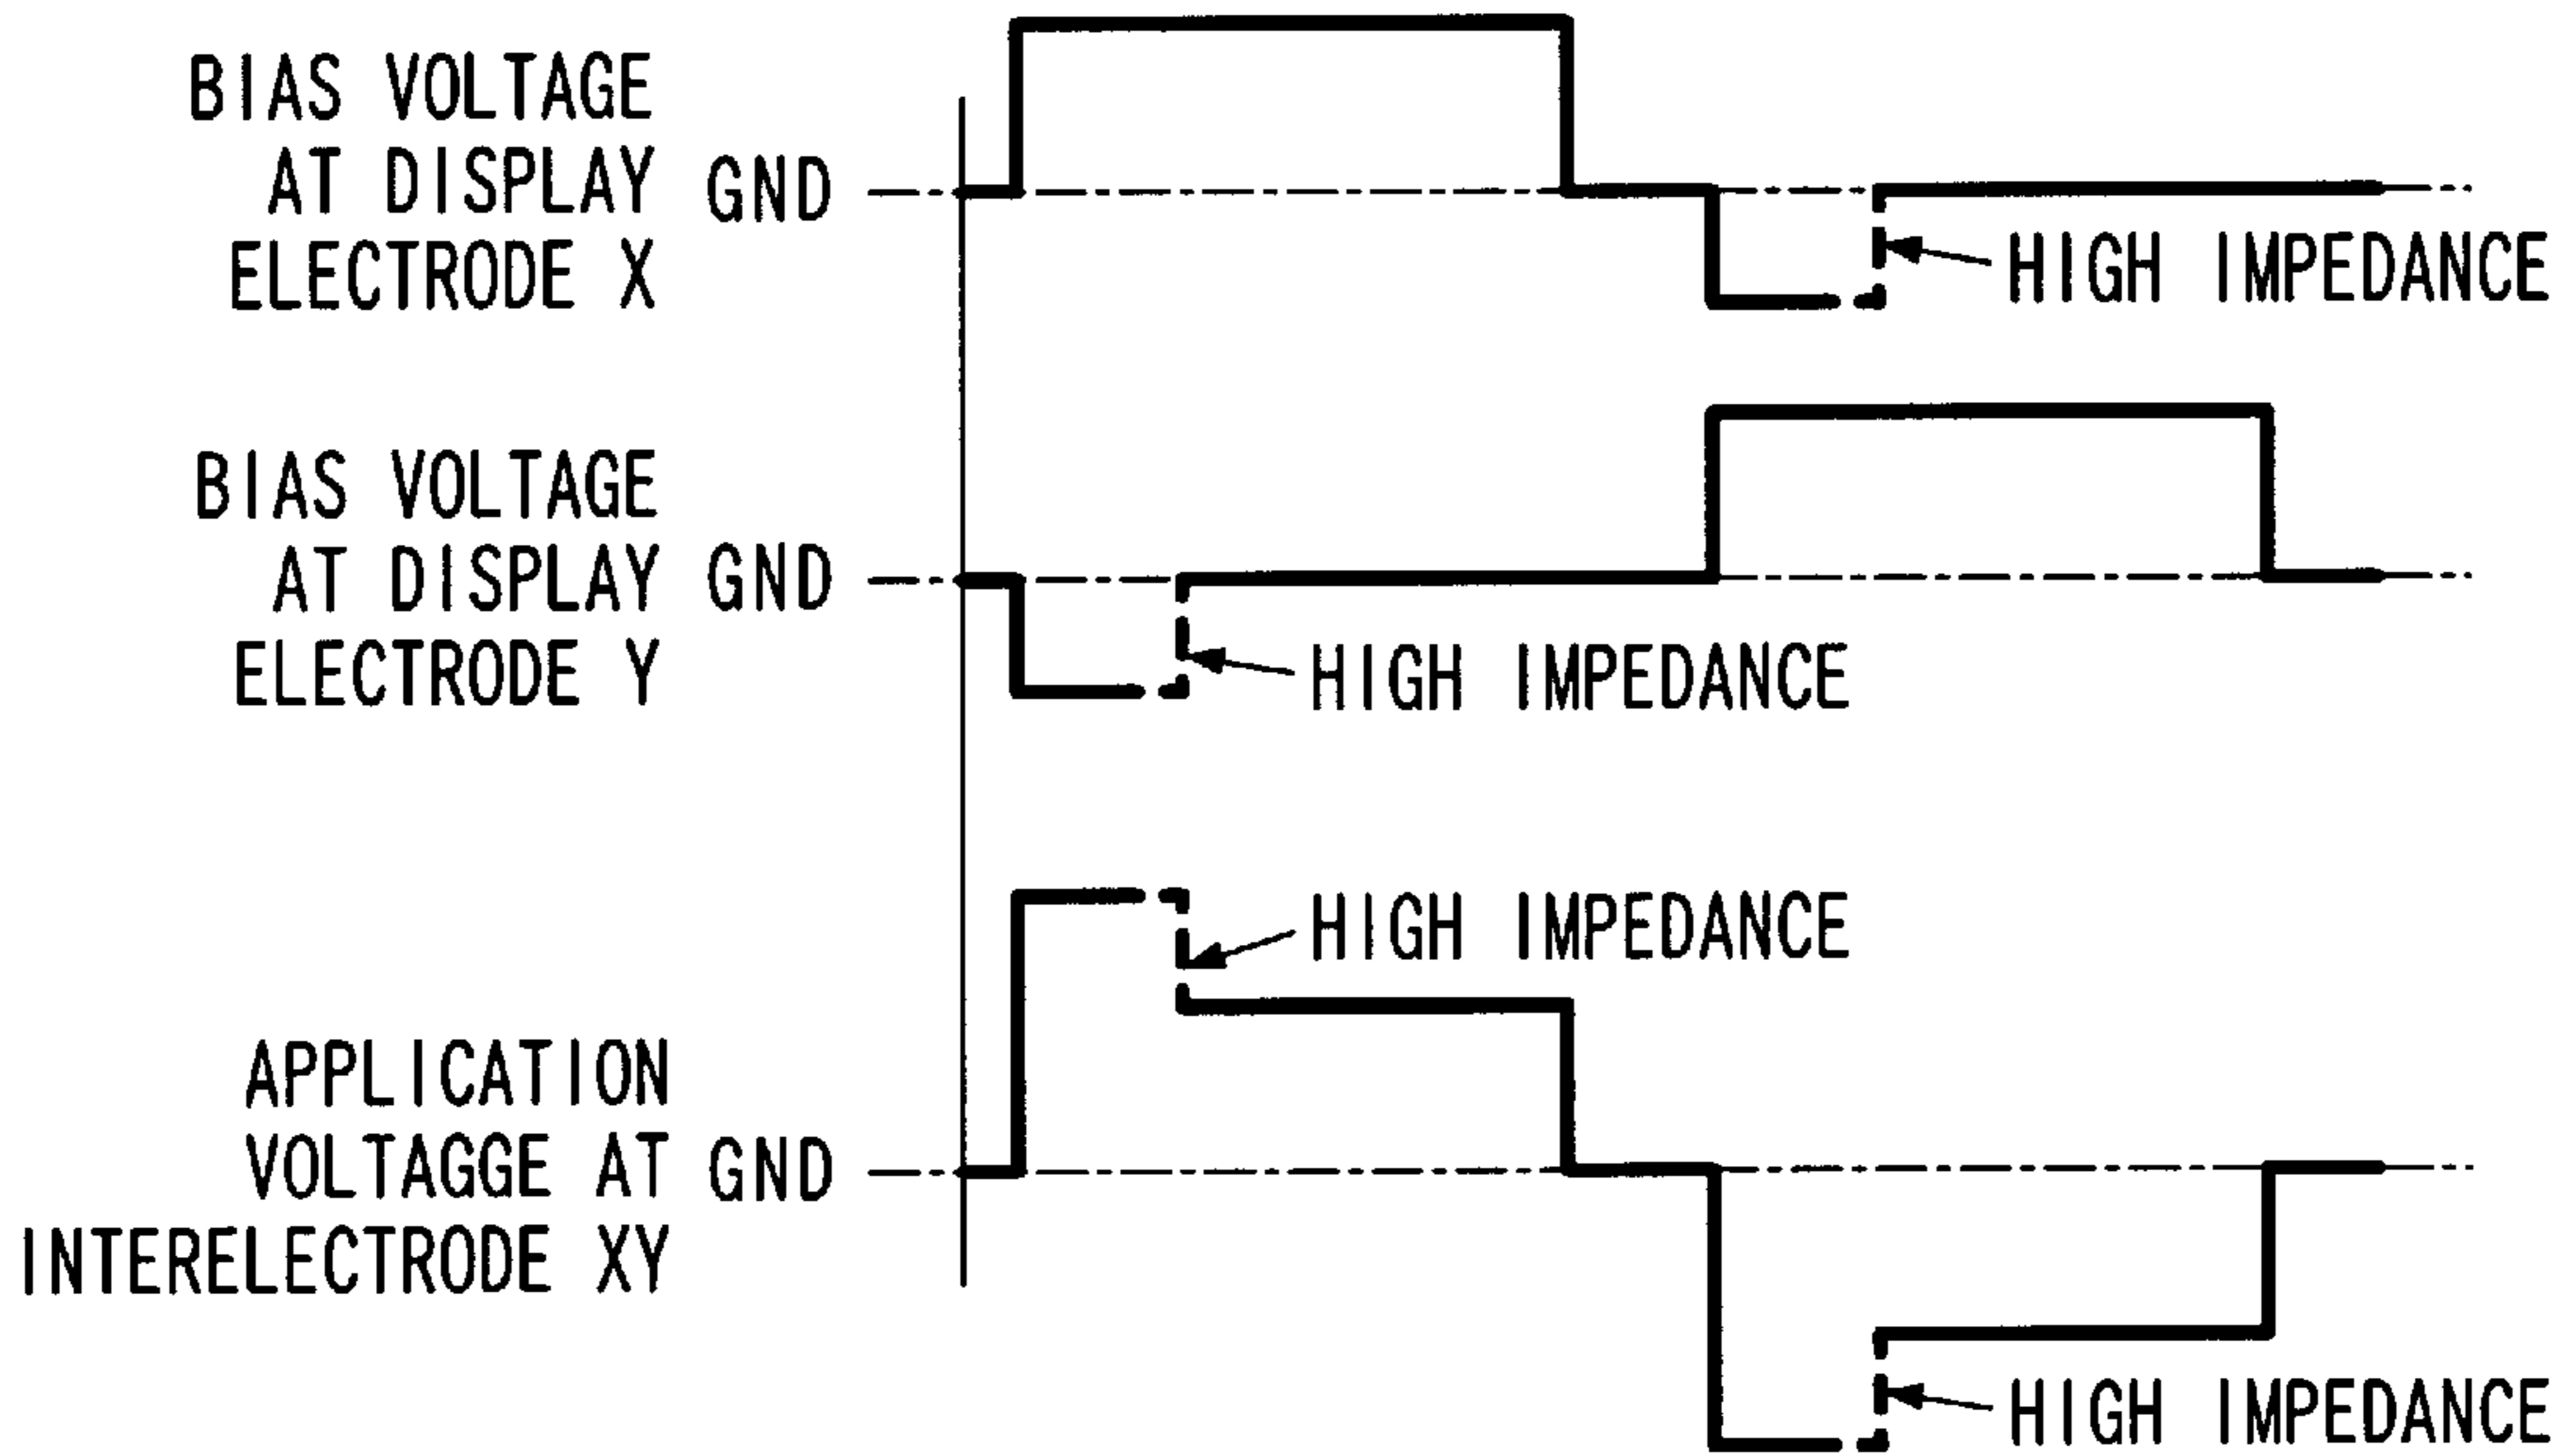 BIAS VOLTAGE
AT DISPLAY GND
ELECTRODE X
HIGH IMPEDANCE
BIAS VOLTAGE
AT DISPLAY GND
ELECTRODE Y
HIGH IMPEDANCE
HIGH IMPEDANCE
APPLICATION
VOLTAGGE AT GND
INTERELECTRODE XY
HIGH IMPEDANCE